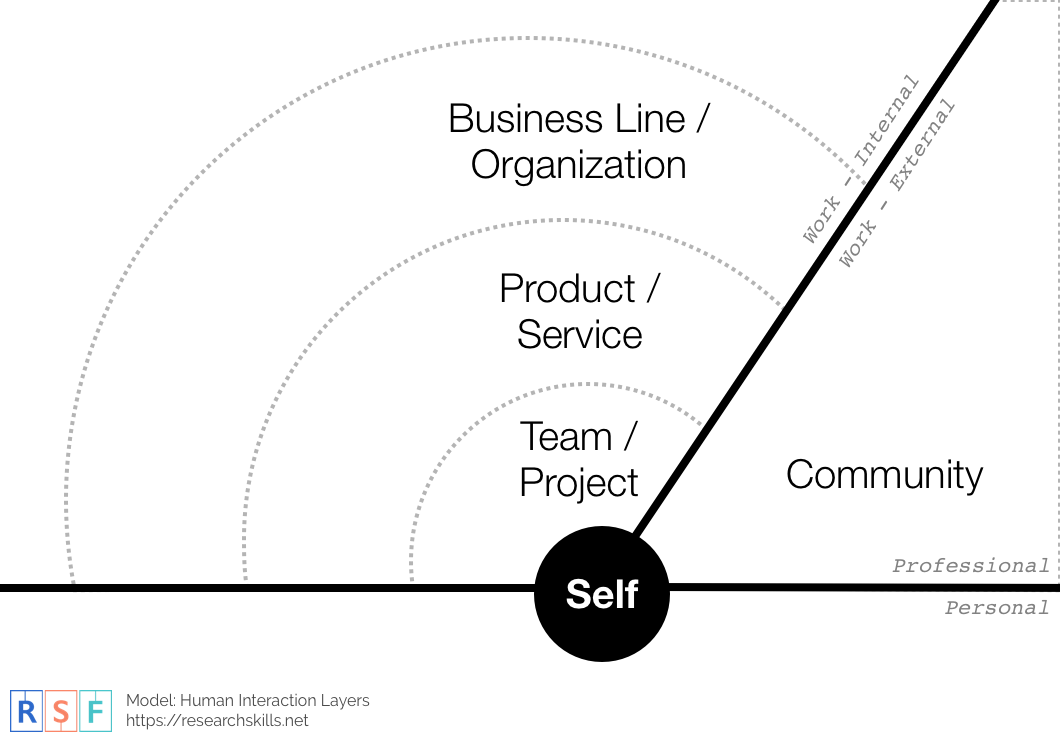 Business Line /
Organization
Work - Internal
Work - External
Product /
Service
Team /
Project
Community
Professional
Self
Personal
RSF
Model: Human Interaction Layers
https://researchskills.net